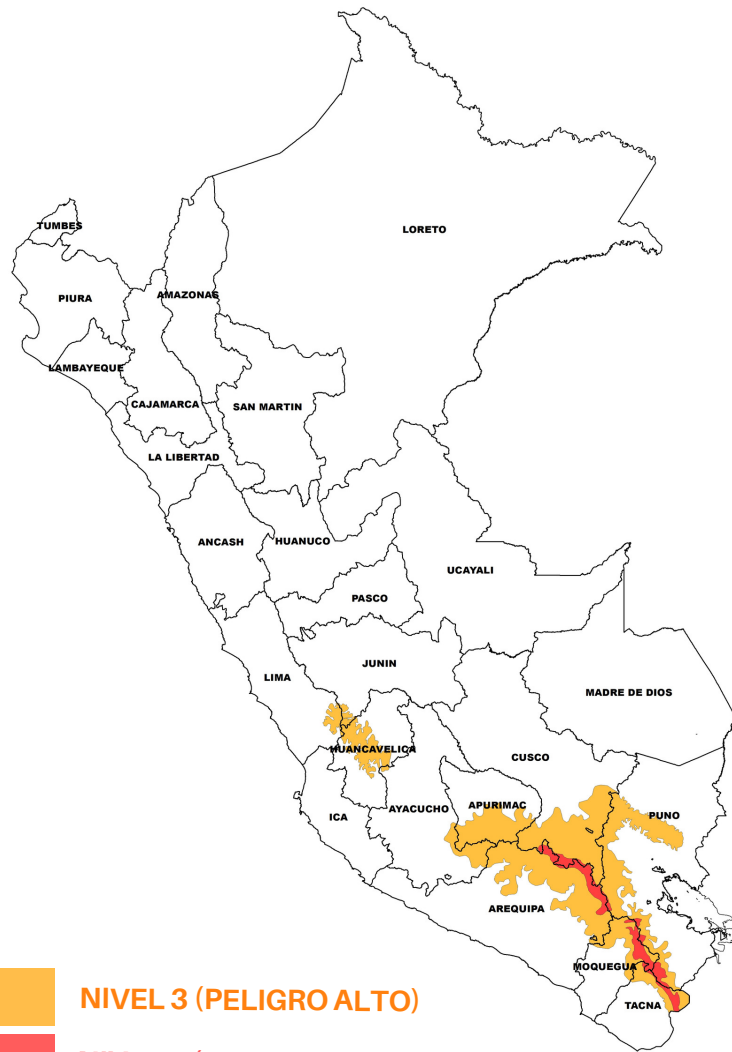 LORETO
TUMBES
PIURA
AMAZONAS
LAMBAYEQUE
CAJAMARCA
SAN MARTIN
LA LIBERTAD
ANCASH
HUANUCO
UCAYALI
PASCO
JUNIN
LIMA
MADRE DE DIOS
HUANCAVELICA
CUSCO
ICA
AYACUCHO
APURIMAC
PUNO
AREQUIPA
MOQUEGUA
TACNA
NIVEL 3 (PELIGRO ALTO)